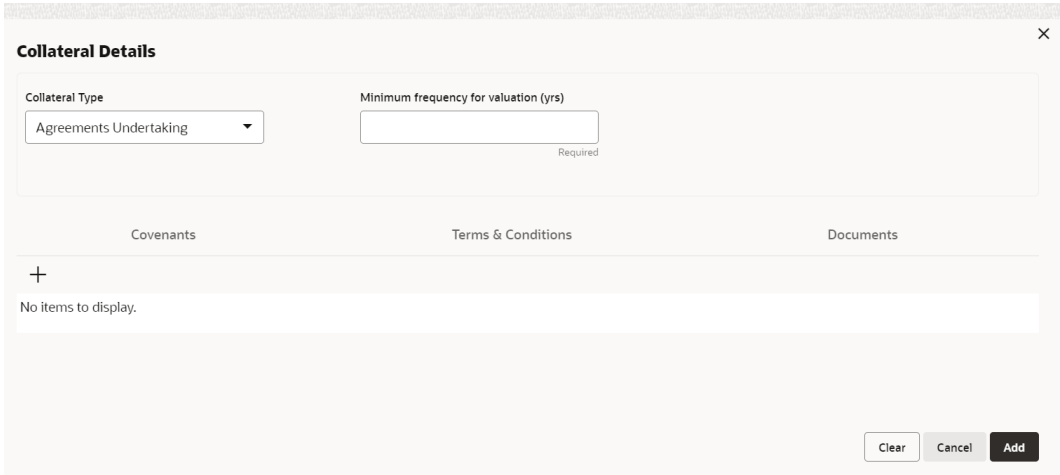 Collateral Details
Collateral Type
Minimum frequency for valuation (yrs)
Agreements Undertaking
Required
Covenants
Terms & Conditions
Documents
No items to display.
Clear
Cancel
Add